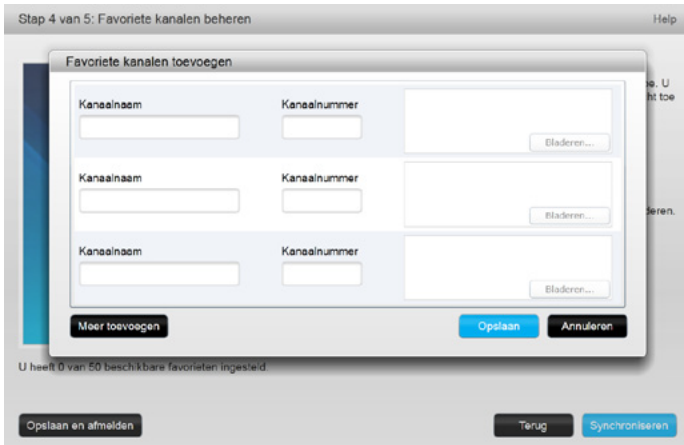 Stap 4 van 5: Favoriete kanalen beheren
Help
Favoriete kanalen toevoegen
Kanaalnaam Kanaalnummer
Bladeren...
Kanaalnaam Kanaalnummer
Bladeren...
Kanaalnaam Kanaalnummer
Bladeren...
Meer toevoegen Opslaan Annuleren
U
ht toe
deren.
U heeft 0 van 50 beschikbare favorieten ingesteld
Opslaan en afmelden Terug Synchroniseren